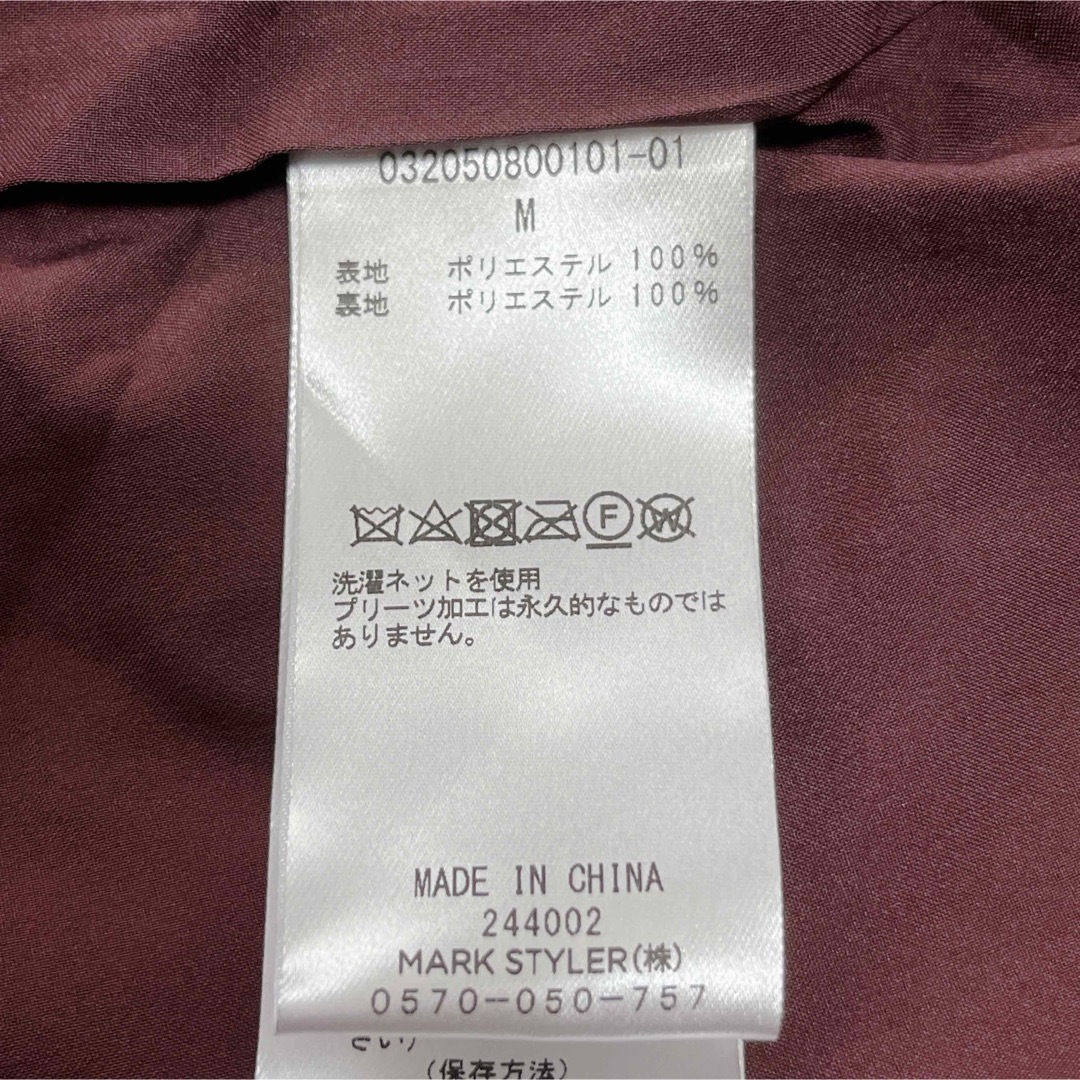 032050800101-01
M
表地 ポリエステル 100%
裏地 ポリエステル 100%
F W
洗濯ネットを使用
プリーツ加工は永久的なものでは
ありません。
MADE IN CHINA
244002
MARK STYLER(株)
0570-050-757
さい)
(保存方法)